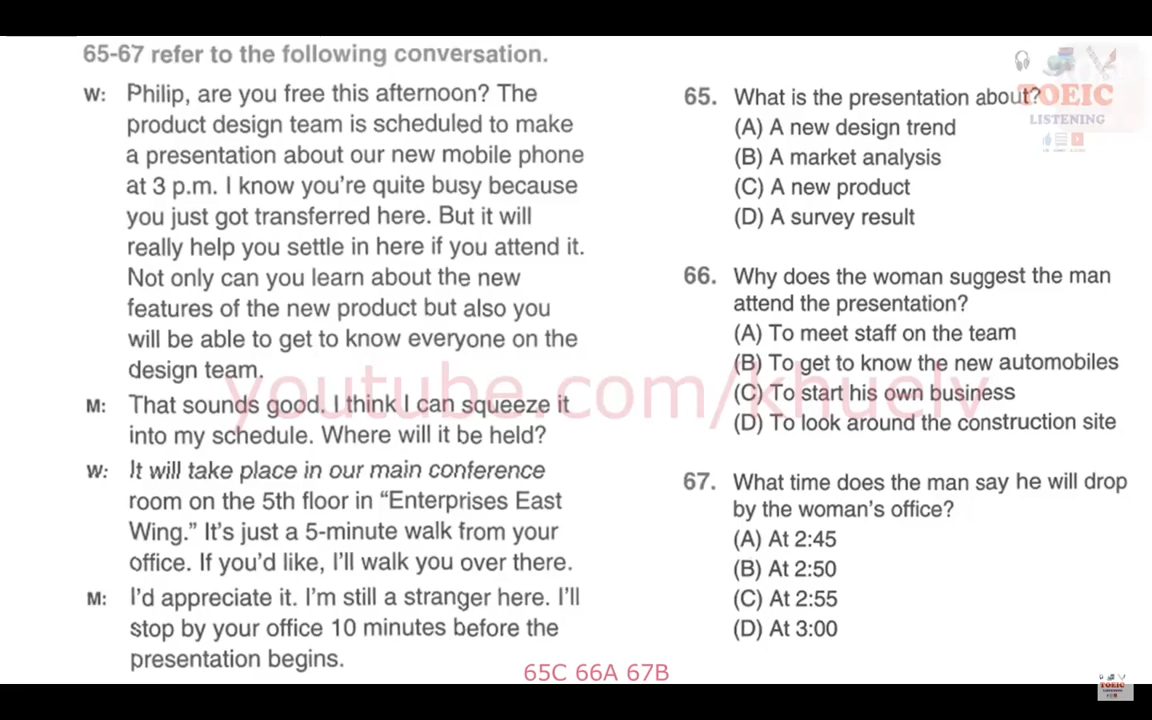 65-67 refer to the following conversation.
W: Philip, are you free this afternoon? The
product design team is scheduled to make
a presentation about our new mobile phone
at 3 p.m. I know you're quite busy because
you just got transferred here. But it will
really help you settle in here if you attend it.
Not only can you learn about the new
features of the new product but also you
will be able to get to know everyone on the
design team.
M: That sounds good. I think I can squeeze it
into my schedule. Where will it be held?
W: It will take place in our main conference
room on the 5th floor in “Enterprises East
Wing.” It's just a 5-minute walk from your
office. If you'd like, I'll walk you over there.
M: I'd appreciate it. I'm still a stranger here. I'll
stop by your office 10 minutes before the
presentation begins.
65. What is the presentation about?
(A) A new design trend
(B) A market analysis
(C) A new product
(D) A survey result
66. Why does the woman suggest the man
attend the presentation?
(A) To meet staff on the team
(B) To get to know the new automobiles
(C) To start his own business
(D) To look around the construction site
67. What time does the man say he will drop
by the woman's office?
(A) At 2:45
(B) At 2:50
(C) At 2:55
(D) At 3:00
65C 66A 67B
youtube.com/khuelv
TOEIC
LISTENING
TOEIC